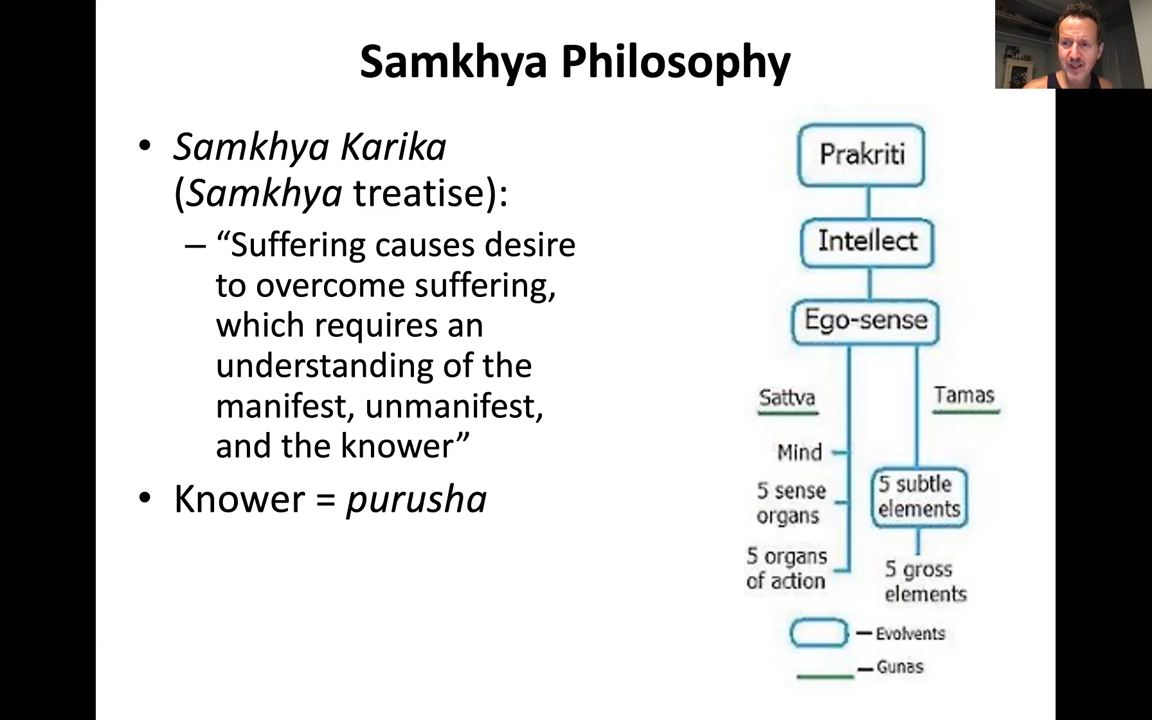 Samkhya Philosophy
• Samkhya Karika
(Samkhya treatise):
– “Suffering causes desire
to overcome suffering,
which requires an
understanding of the
manifest, unmanifest,
and the knower”
• Knower = purusha
Prakriti
Intellect
Ego-sense
Sattva
Tamas
Mind
5 sense
organs
5 organs
of action
5 subtle
elements
5 gross
elements
– Evolvents
– Gunas